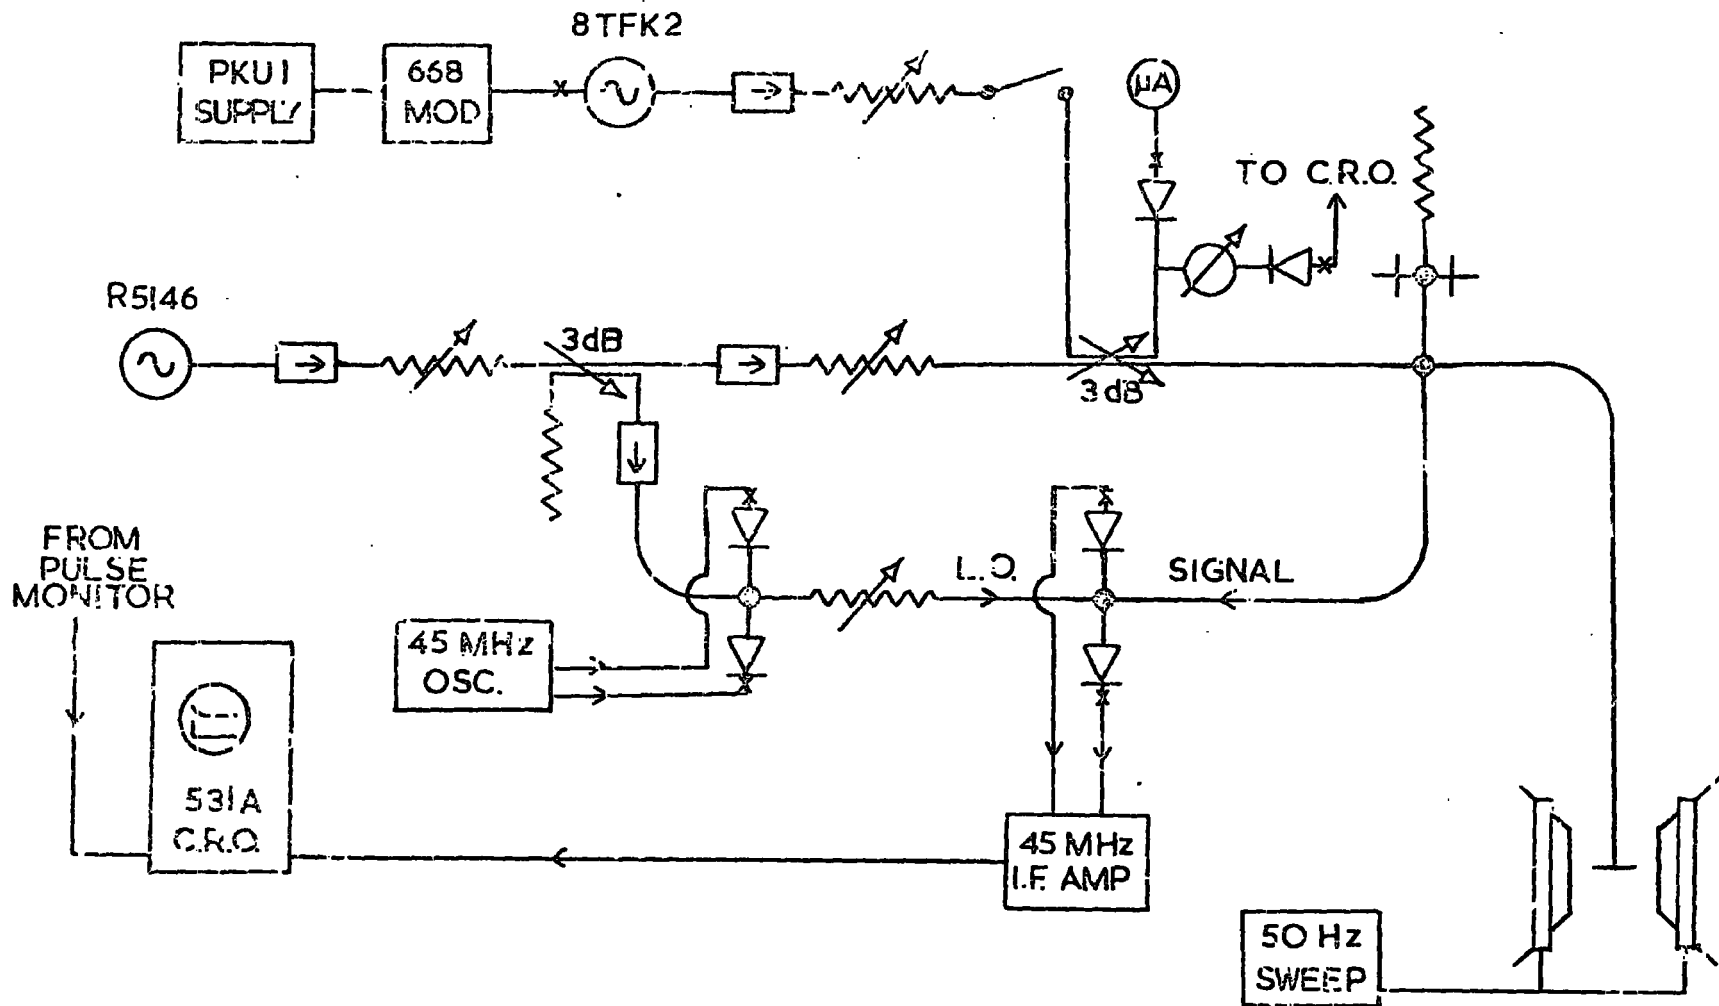 8TFK2
PKU1
SUPPLY
668
MOD
µA
TO C.R.O.
R5146
3dB
3dB
FROM
PULSE
MONITOR
L.O.
SIGNAL
45 MHz
OSC.
531A
C.R.O.
45 MHz
I.F. AMP
50 Hz
SWEEP